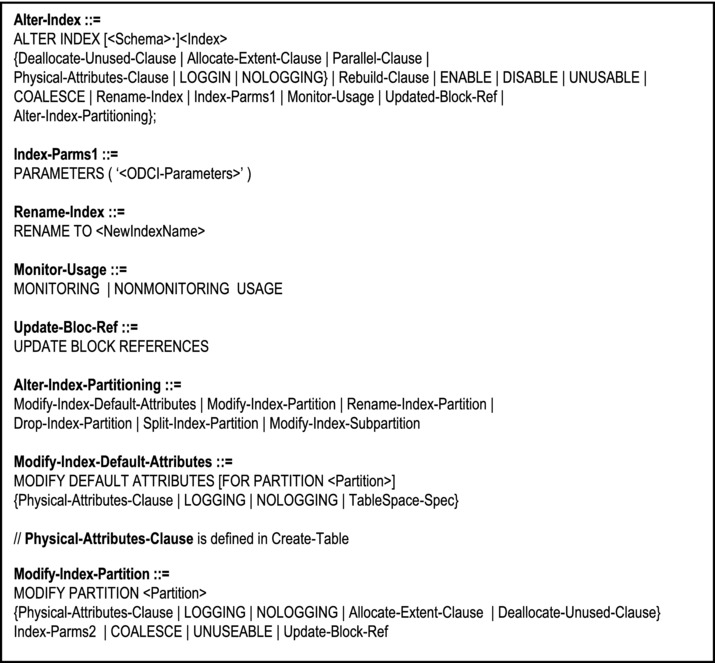 Alter-Index ::=
ALTER INDEX [<Schema>·]<Index>
{Deallocate-Unused-Clause | Allocate-Extent-Clause | Parallel-Clause |
Physical-Attributes-Clause | LOGGIN | NOLOGGING} | Rebuild-Clause | ENABLE | DISABLE | UNUSABLE |
COALESCE | Rename-Index | Index-Parms1 | Monitor-Usage | Updated-Block-Ref |
Alter-Index-Partitioning};
Index-Parms1 ::=
PARAMETERS ( ‘<ODCI-Parameters>’ )
Rename-Index ::=
RENAME TO <NewIndexName>
Monitor-Usage ::=
MONITORING | NONMONITORING USAGE
Update-Bloc-Ref ::=
UPDATE BLOCK REFERENCES
Alter-Index-Partitioning ::=
Modify-Index-Default-Attributes | Modify-Index-Partition | Rename-Index-Partition |
Drop-Index-Partition | Split-Index-Partition | Modify-Index-Subpartition
Modify-Index-Default-Attributes ::=
MODIFY DEFAULT ATTRIBUTES [FOR PARTITION <Partition>]
{Physical-Attributes-Clause | LOGGING | NOLOGGING | TableSpace-Spec}
// Physical-Attributes-Clause is defined in Create-Table
Modify-Index-Partition ::=
MODIFY PARTITION <Partition>
{Physical-Attributes-Clause | LOGGING | NOLOGGING | Allocate-Extent-Clause | Deallocate-Unused-Clause}
Index-Parms2 | COALESCE | UNUSEABLE | Update-Block-Ref